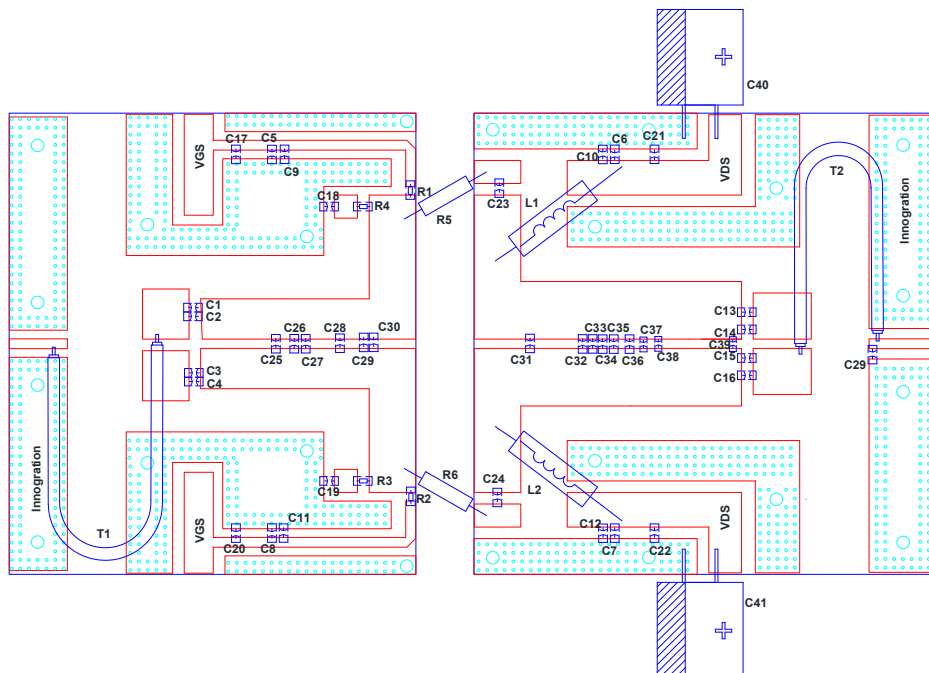 C40
C17
C5
C6
C21
VGS
C9
C10
VDS
T2
Innogration
R1
C18
R4
R5
C23
L1
C1
C2
C13
C26
C28
C30
C33
C35
C37
C14
C25
C27
C29
C31
C32
C34
C36
C38
C39
C15
C29
C3
C4
C16
Innogration
C19
R3
R6
R2
C24
L2
T1
VGS
C11
C20
C8
C12
C7
C22
VDS
C41